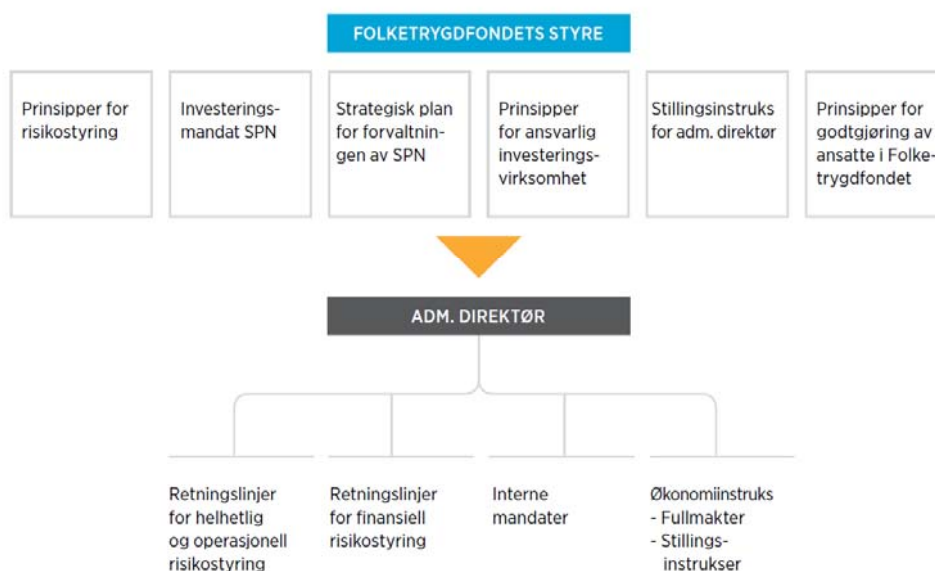 FOLKETRYGDFONDETS STYRE
Prinsipper for
risikostyring
Investerings-
mandat SPN
Strategisk plan
for forvaltnin-
gen av SPN
Prinsipper
for ansvarlig
investerings-
virksomhet
Stillingsinstruks
for adm. direktør
Prinsipper for
godtgjøring av
ansatte i Folke-
trygdfondet
ADM. DIREKTØR
Retningslinjer
for helhetlig
og operasjonell
risikostyring
Retningslinjer
for finansiell
risikostyring
Interne
mandater
Økonomiinstruks
- Fullmakter
- Stillings-
instrukser